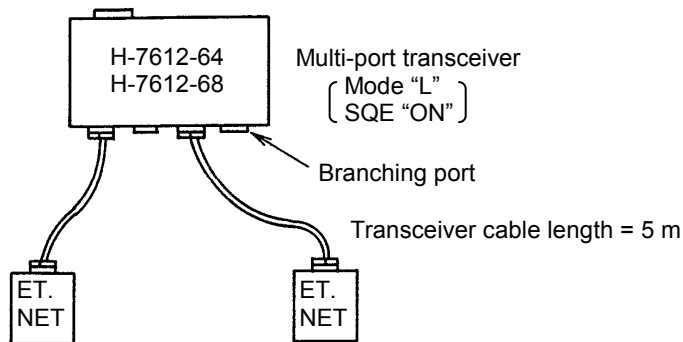 H-7612-64
H-7612-68
Multi-port transceiver
Mode “L”
SQE “ON”
Branching port
Transceiver cable length = 5 m
ET.
NET
ET.
NET